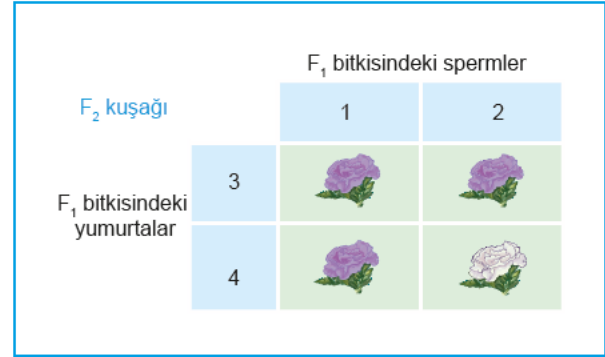 F₁ bitkisindeki spermler
F₂ kuşağı
1
2
F₁ bitkisindeki
yumurtalar
3
4